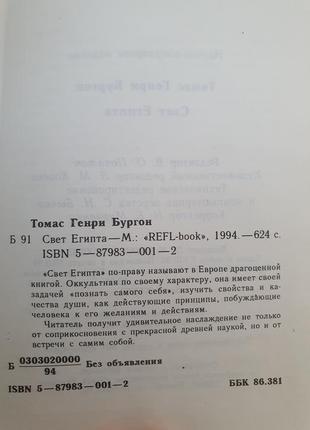 Томас Генри Бургон
Б 91 Свет Египта — М.: «REFL-book», 1994. — 624 с.
ISBN 5—87983—001—2
«Свет Египта» по-праву называют в Европе драгоценной
книгой. Оккультная по своему характеру, она имеет своей
задачей «познать самого себя», изучить свойства и ка-
чества души, как действующие принципы, побуждающие
человека к его желаниям и действиям.
Читатель получит удивительное наслаждение не только
от соприкосновения с прекрасной древней наукой, но и от
встречи с самим собой.
Б 0303020000 Без объявления
94
ISBN 5—87983—001—2 ББК 86.381